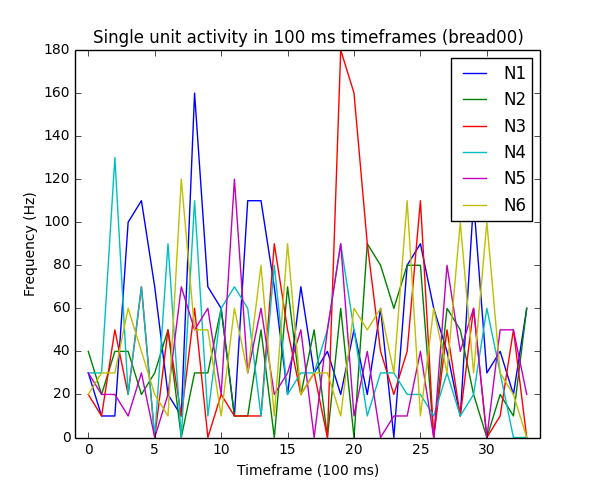 Single unit activity in 100 ms timeframes (bread00)
180
160
140
120
100
80
60
40
20
0
Frequency (Hz)
N1
N2
N3
N4
N5
N6
0 5 10 15 20 25 30
Timeframe (100 ms)